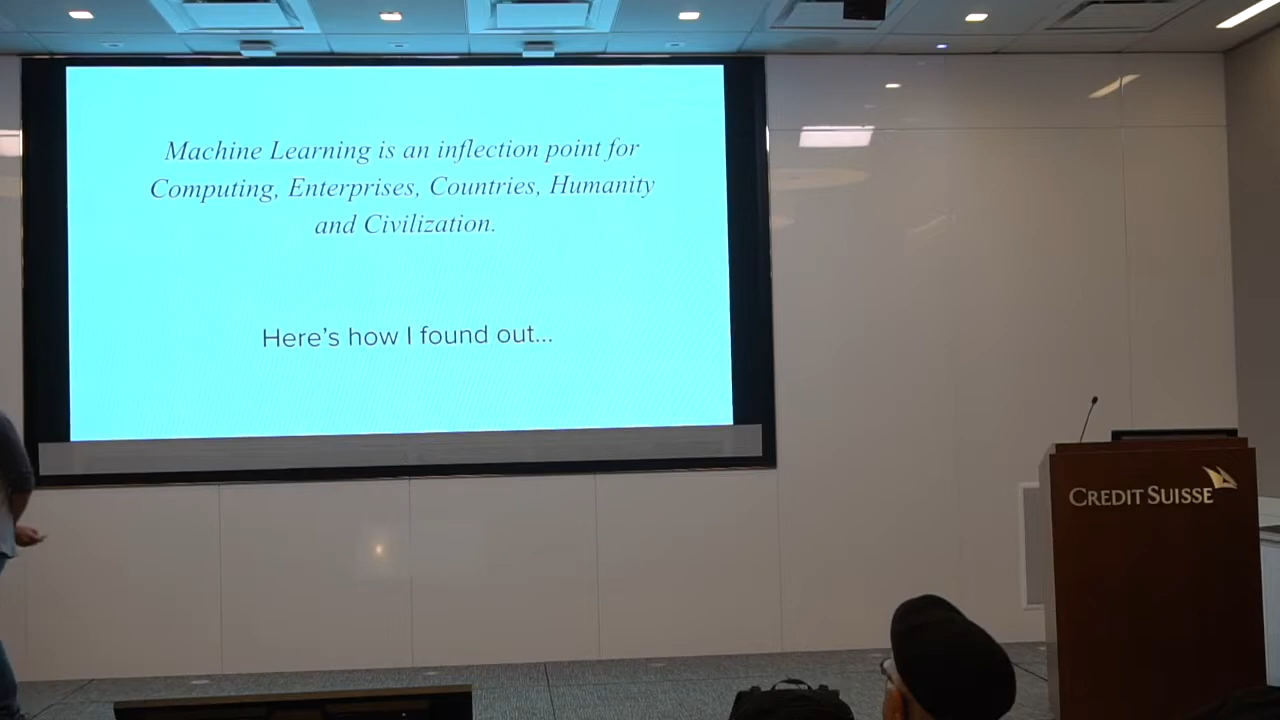 Machine Learning is an inflection point for
Computing, Enterprises, Countries, Humanity
and Civilization.
Here’s how I found out...
CREDIT SUISSE